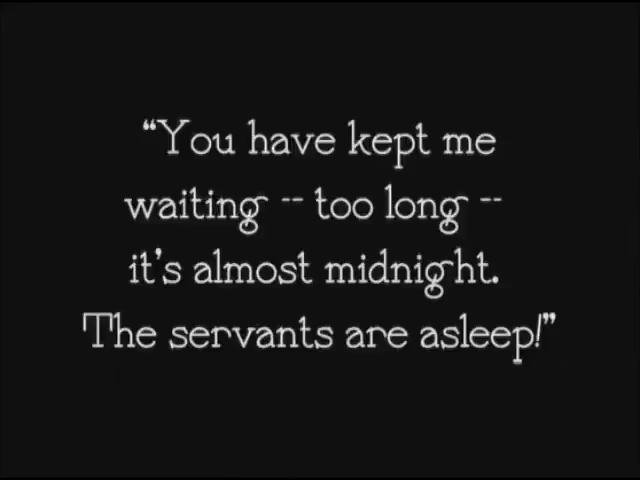 “You have kept me
waiting -- too long --
it's almost midnight.
The servants are asleep!”